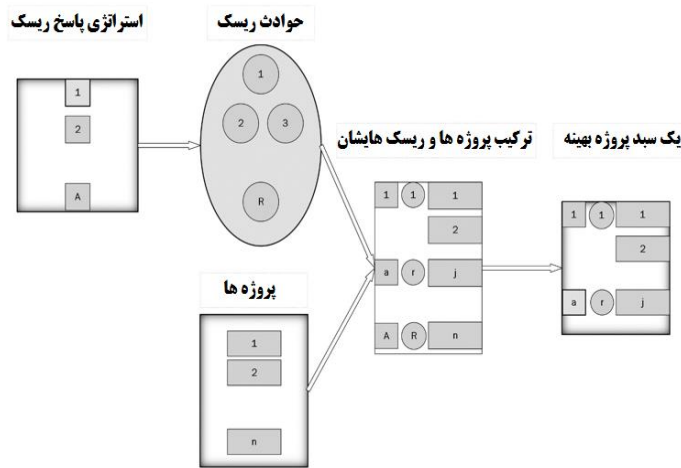 استراتژی پاسخ ریسک
حوادث ریسک
ترکیب پروژه ها و ریسک هایشان
یک سبد پروژه بهینه
پروژه ها
1
2
A
1
2 3
R
1
2
n
1 1 1
2
a r j
A R n
1 1 1
2
a r j